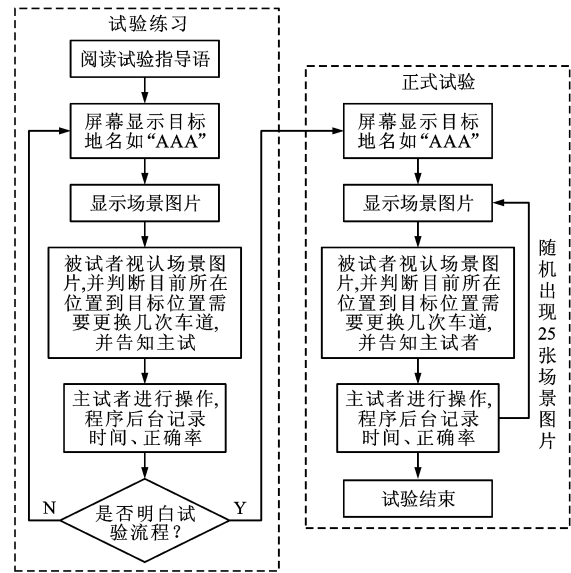 试验练习
阅读试验指导语
屏幕显示目标
地名如“AAA”
显示场景图片
被试者视认场景图
片,并判断目前所在
位置到目标位置需
要更换几次车道,
并告知主试
主试者进行操作,
程序后台记录
时间、正确率
是否明白试
验流程？
N
Y
正式试验
屏幕显示目标
地名如“AAA”
显示场景图片
被试者视认场景图
片,并判断目前所在
位置到目标位置需
要更换几次车道,
并告知主试者
主试者进行操作,
程序后台记录
时间、正确率
试验结束
随机出现25张场景图片